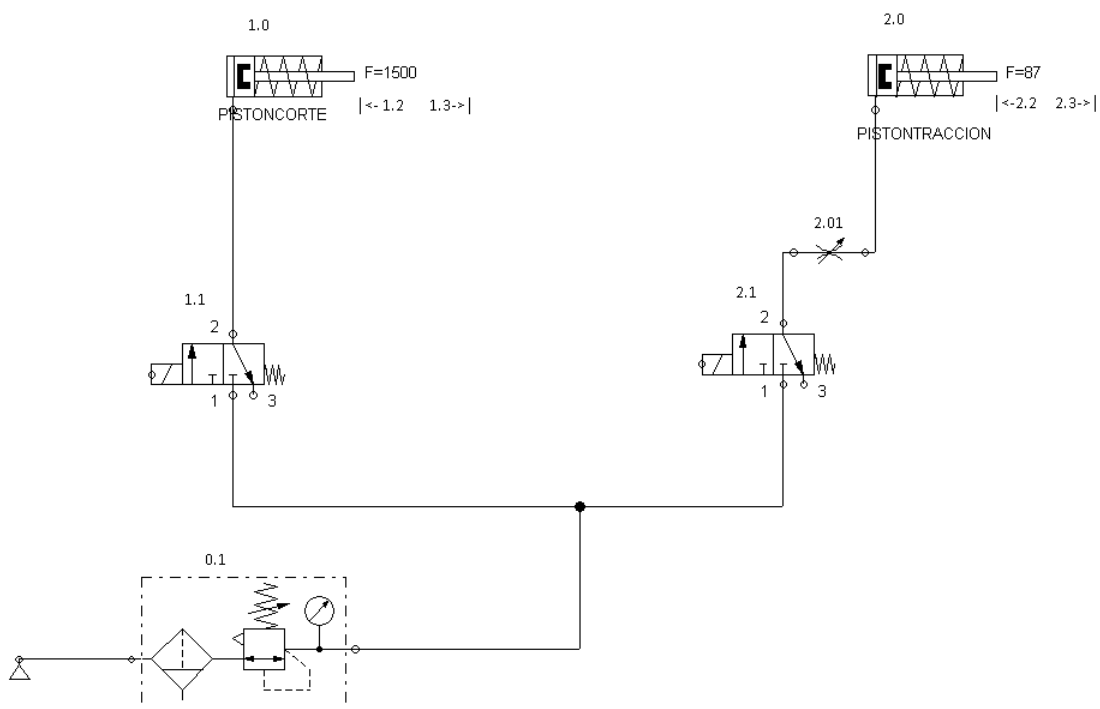 1.0
2.0
F=1500
F=87
|<- 1.2 1.3->|
|<-2.2 2.3->|
PISTONCORTE
PISTONTRACCION
2.01
1.1
2.1
2
2
1
3
1
3
0.1